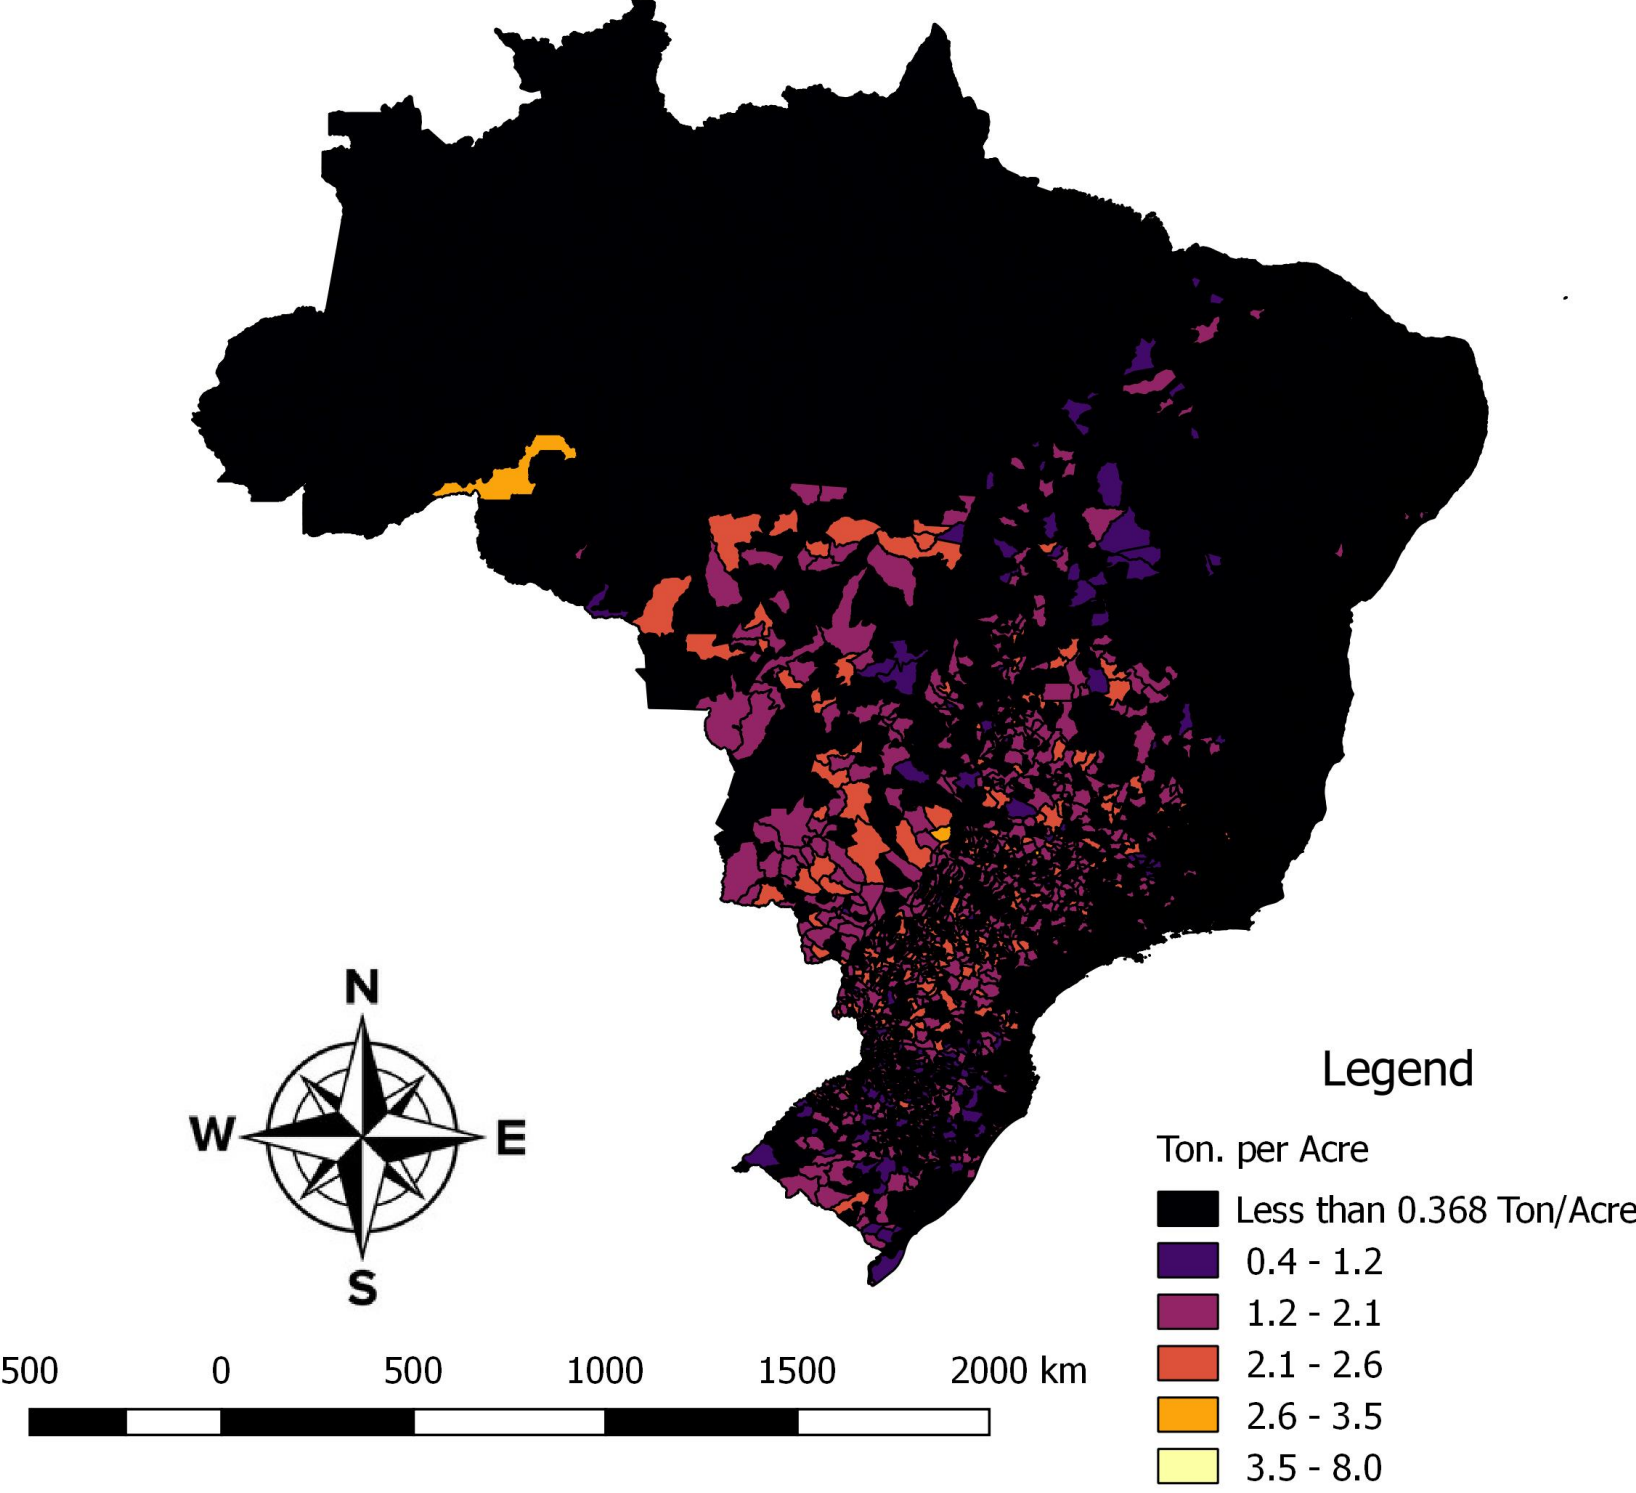 N
W E
S
Legend
Ton. per Acre
Less than 0.368 Ton/Acre
0.4 - 1.2
1.2 - 2.1
2.1 - 2.6
2.6 - 3.5
3.5 - 8.0
500 0 500 1000 1500 2000 km